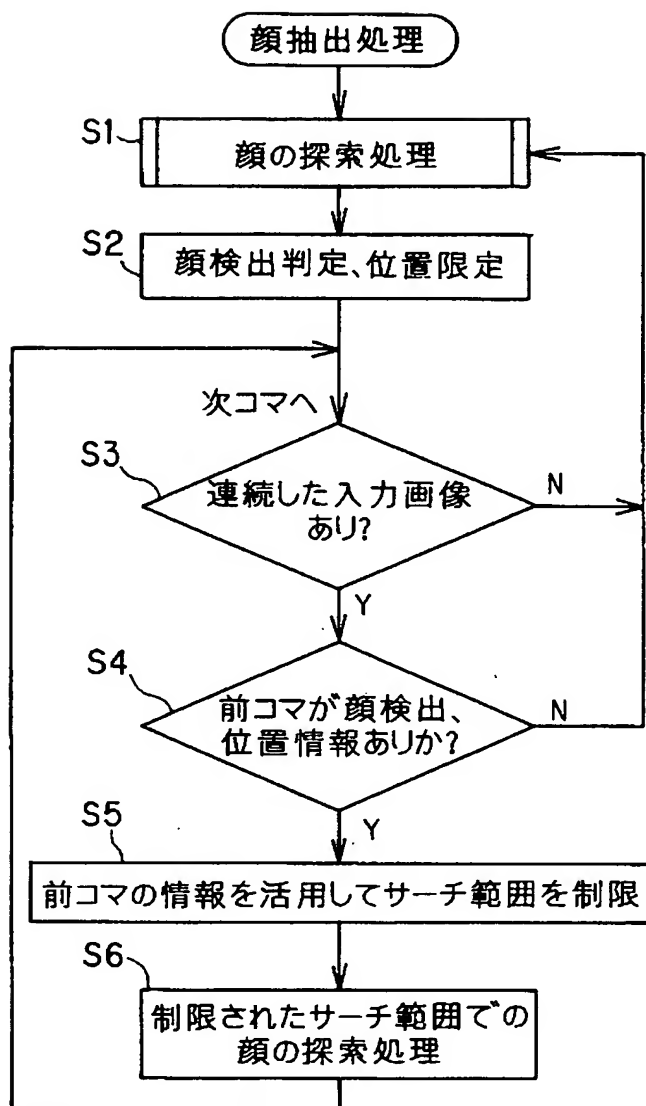 顔抽出処理
S1
顔の探索処理
S2
顔検出判定、位置限定
次コマへ
S3
連続した入力画像
あり?
N
Y
S4
前コマが顔検出、
位置情報ありか?
N
Y
S5
前コマの情報を活用してサーチ範囲を制限
S6
制限されたサーチ範囲での
顔の探索処理